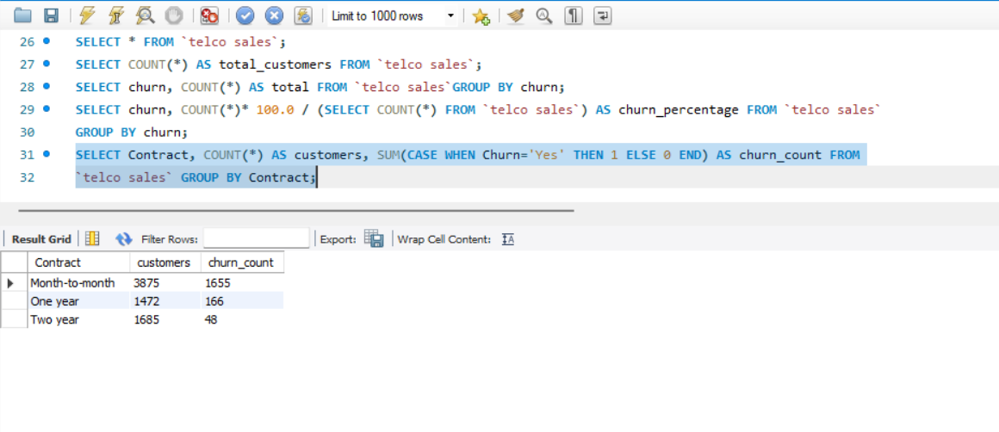 Limit to 1000 rows
26 SELECT * FROM `telco sales`;
27 SELECT COUNT(*) AS total_customers FROM `telco sales`;
28 SELECT churn, COUNT(*) AS total FROM `telco sales`GROUP BY churn;
29 SELECT churn, COUNT(*)* 100.0 / (SELECT COUNT(*) FROM `telco sales`) AS churn_percentage FROM `telco sales`
30 GROUP BY churn;
31 SELECT Contract, COUNT(*) AS customers, SUM(CASE WHEN Churn='Yes' THEN 1 ELSE 0 END) AS churn_count FROM
32 `telco sales` GROUP BY Contract;
Result Grid Filter Rows: Export: Wrap Cell Content: IA
Contract customers churn_count
Month-to-month 3875 1655
One year 1472 166
Two year 1685 48